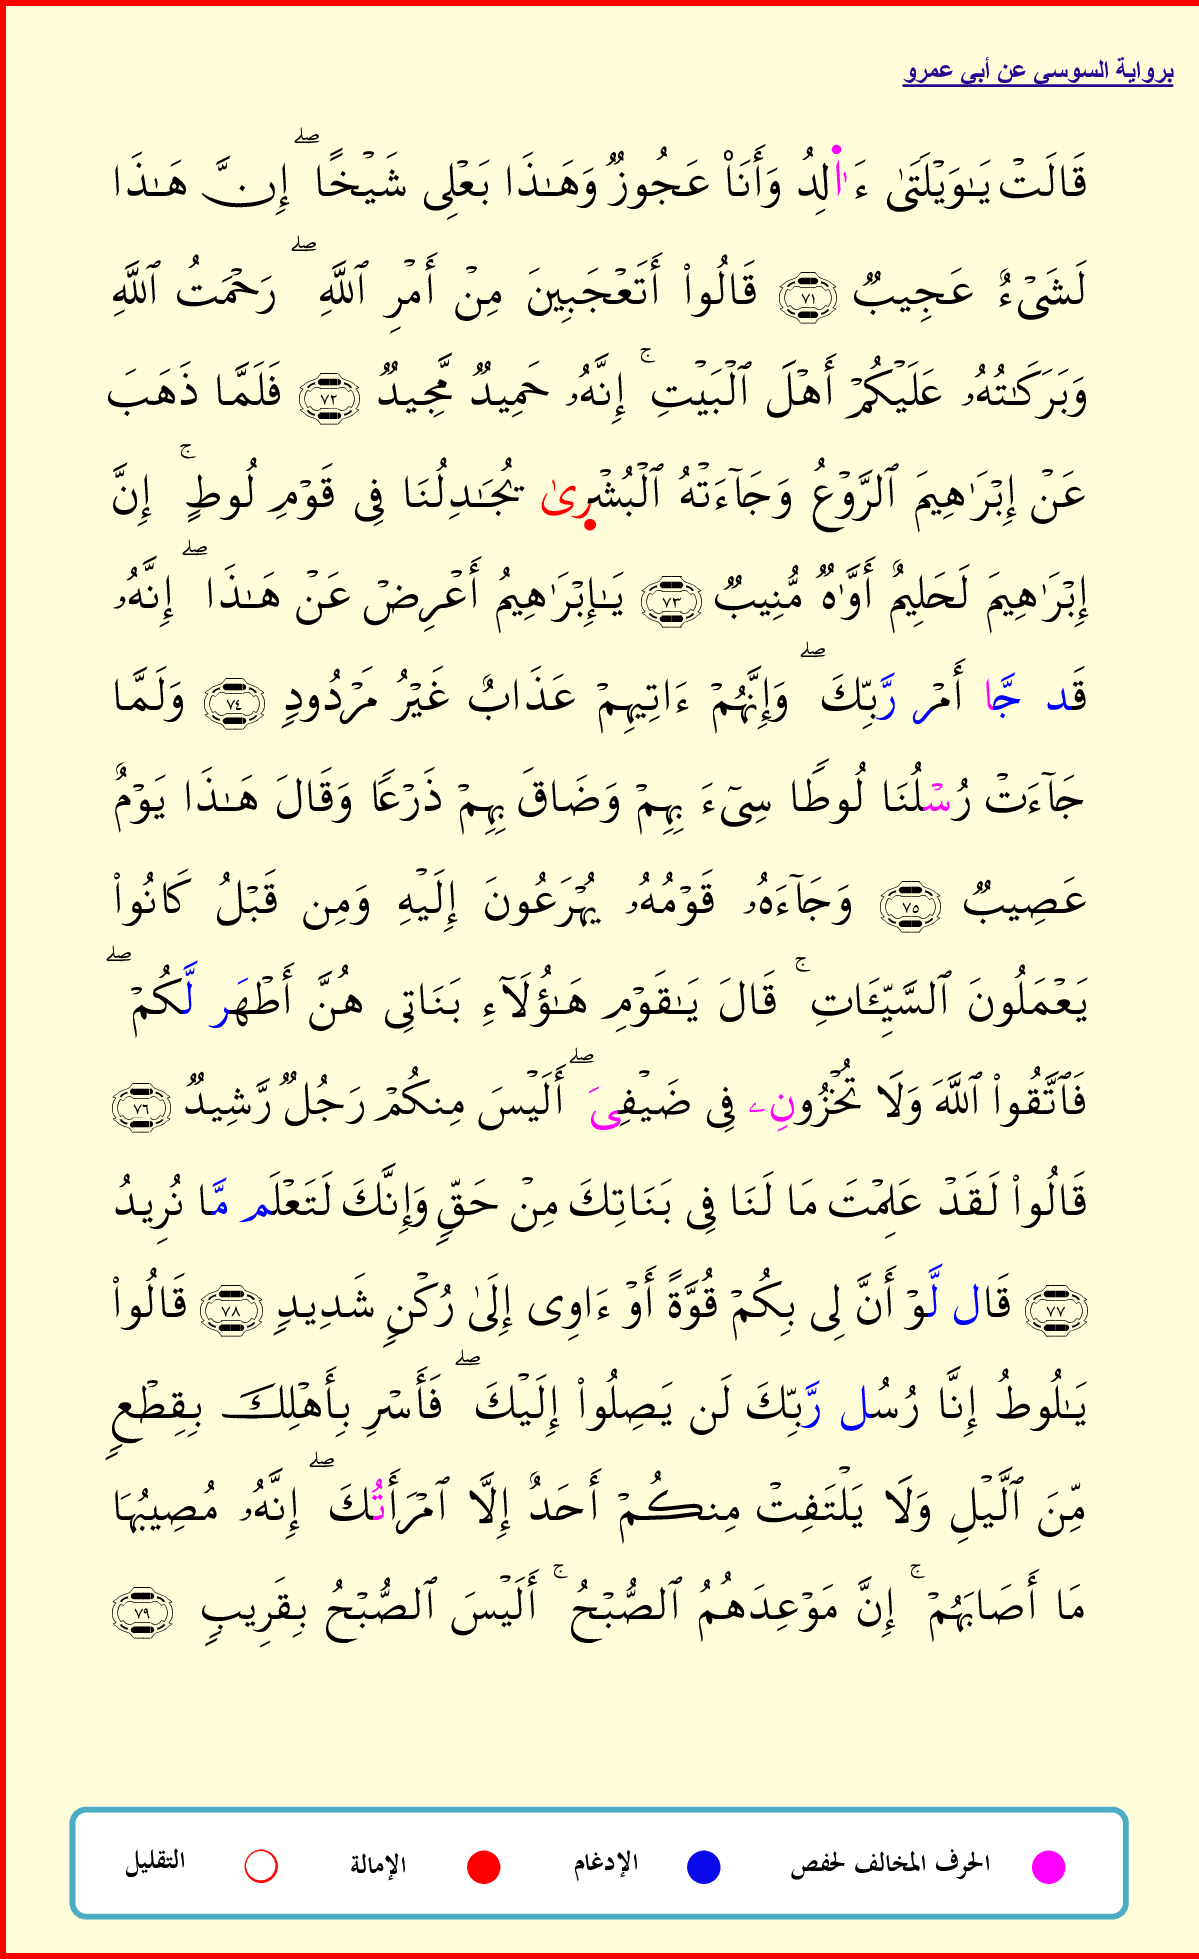 برواية السوسي عن أبي عمرو
قَالَتْ يَٰوَيْلَتَىٰ ءَا۬لِدُ وَأَنَا۠ عَجُوزٌ وَهَٰذَا بَعْلِى شَيْخًا ۖ إِنَّ هَٰذَا
لَشَىْءٌ عَجِيبٌ ٧١ قَالُوا۟ أَتَعْجَبِينَ مِنْ أَمْرِ ٱللَّهِ ۖ رَحْمَتُ ٱللَّهِ
وَبَرَكَٰتُهُۥ عَلَيْكُمْ أَهْلَ ٱلْبَيْتِ ۚ إِنَّهُۥ حَمِيدٌ مَّجِيدٌ ٧٢ فَلَمَّا ذَهَبَ
عَنْ إِبْرَٰهِيمَ ٱلرَّوْعُ وَجَآءَتْهُ ٱلْبُشْرِىٰ يُجَٰدِلُنَا فِى قَوْمِ لُوطٍ ۚ إِنَّ
إِبْرَٰهِيمَ لَحَلِيمٌ أَوَّٰهٌ مُّنِيبٌ ٧٣ يَٰإِبْرَٰهِيمُ أَعْرِضْ عَنْ هَٰذَا ۖ إِنَّهُۥ
قَد جَّا أَمْر رَّبِّكَ ۖ وَإِنَّهُمْ ءَاتِيهِمْ عَذَابٌ غَيْرُ مَرْدُودٍ ٧٤ وَلَمَّا
جَآءَتْ رُسْلُنَا لُوطًا سِىٓءَ بِهِمْ وَضَاقَ بِهِمْ ذَرْعًا وَقَالَ هَٰذَا يَوْمٌ
عَصِيبٌ ٧٥ وَجَآءَهُۥ قَوْمُهُۥ يُهْرَعُونَ إِلَيْهِ وَمِن قَبْلُ كَانُوا۟
يَعْمَلُونَ ٱلسَّيِّـَٔاتِ ۚ قَالَ يَٰقَوْمِ هَٰؤُلَآءِ بَنَاتِى هُنَّ أَطْهَر لَّكُمْ ۖ
فَٱتَّقُوا۟ ٱللَّهَ وَلَا تُخْزُونِۦ فِى ضَيْفِىَ ۖ أَلَيْسَ مِنكُمْ رَجُلٌ رَّشِيدٌ ٧٦
قَالُوا۟ لَقَدْ عَلِمْتَ مَا لَنَا فِى بَنَاتِكَ مِنْ حَقٍّ وَإِنَّكَ لَتَعْلَم مَّا نُرِيدُ
٧٧ قَال لَّوْ أَنَّ لِى بِكُمْ قُوَّةً أَوْ ءَاوِى إِلَىٰ رُكْنٍ شَدِيدٍ ٧٨ قَالُوا۟
يَٰلُوطُ إِنَّا رُسُل رَّبِّكَ لَن يَصِلُوا۟ إِلَيْكَ ۖ فَأَسْرِ بِأَهْلِكَ بِقِطْعٍ
مِّنَ ٱلَّيْلِ وَلَا يَلْتَفِتْ مِنكُمْ أَحَدٌ إِلَّا ٱمْرَأَتُكَ ۖ إِنَّهُۥ مُصِيبُهَا
مَا أَصَابَهُمْ ۚ إِنَّ مَوْعِدَهُمُ ٱلصُّبْحُ ۚ أَلَيْسَ ٱلصُّبْحُ بِقَرِيبٍ ٧٩
الحرف المخالف لحفص الإدغام الإمالة التقليل